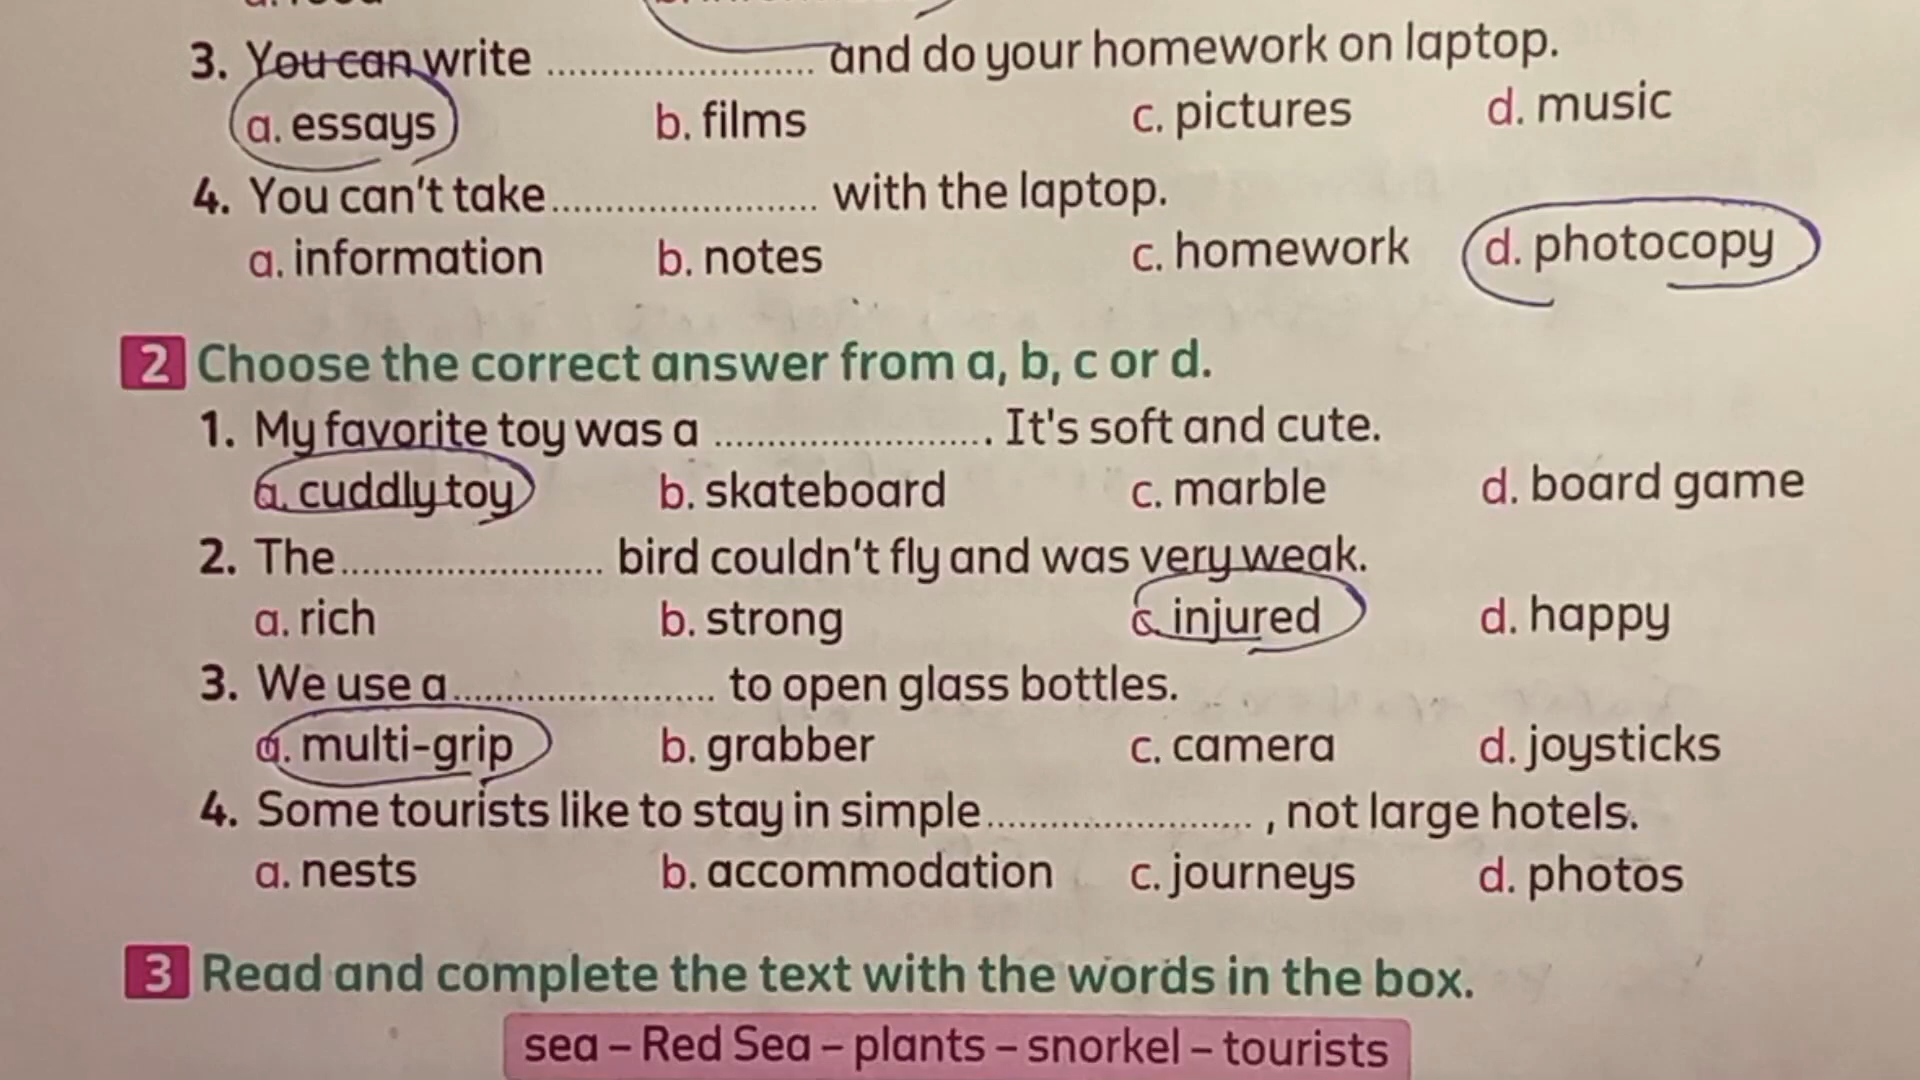 3. You can write ........................ and do your homework on laptop.
a. essays b. films c. pictures d. music
4. You can't take ........................ with the laptop.
a. information b. notes c. homework d. photocopy
2 Choose the correct answer from a, b, c or d.
1. My favorite toy was a ........................ . It's soft and cute.
a. cuddly toy b. skateboard c. marble d. board game
2. The ........................ bird couldn't fly and was very weak.
a. rich b. strong c. injured d. happy
3. We use a ........................ to open glass bottles.
a. multi-grip b. grabber c. camera d. joysticks
4. Some tourists like to stay in simple ........................ , not large hotels.
a. nests b. accommodation c. journeys d. photos
3 Read and complete the text with the words in the box.
sea – Red Sea – plants – snorkel – tourists